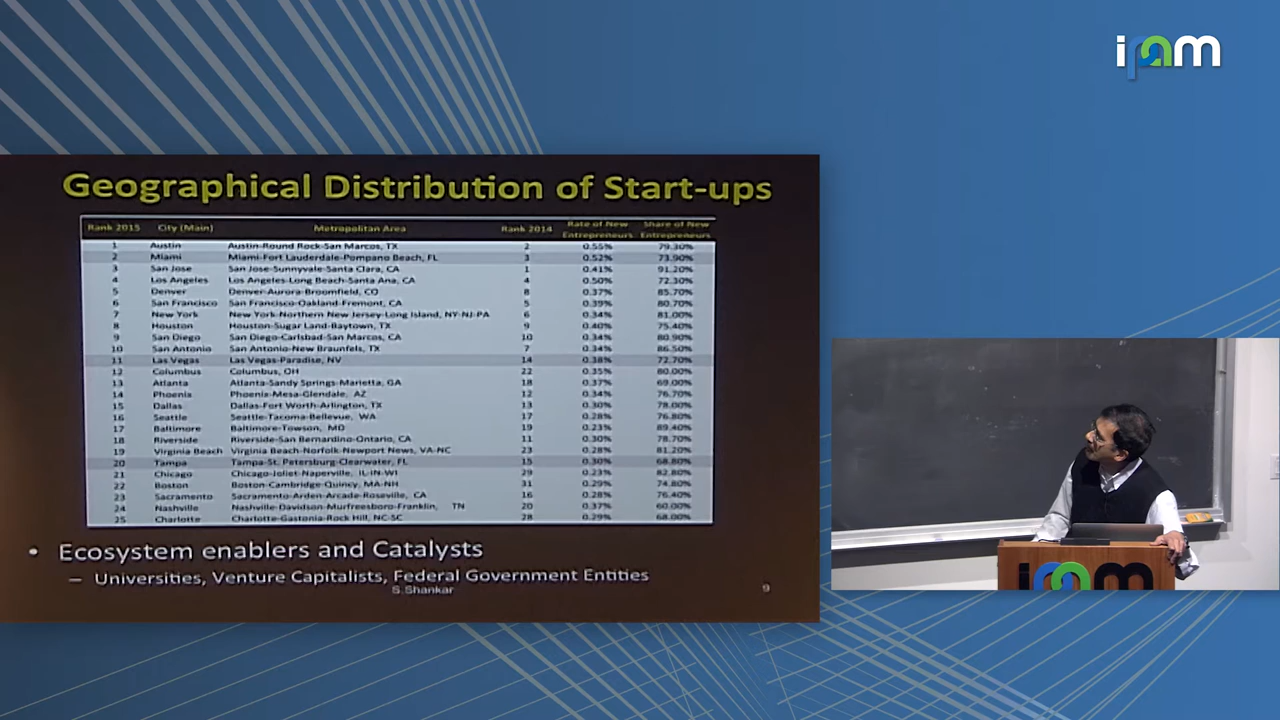 ipam
Geographical Distribution of Start-ups
Rank 2015 City (Main) Metropolitan Area Rank 2014 Rate of New Entrepreneurs Share of New Entrepreneurs
1 Austin Austin-Round Rock-San Marcos, TX 2 0.55% 79.30%
2 Miami Miami-Fort Lauderdale-Pompano Beach, FL 3 0.52% 73.90%
3 San Jose San Jose-Sunnyvale-Santa Clara, CA 1 0.41% 91.20%
4 Los Angeles Los Angeles-Long Beach-Santa Ana, CA 4 0.50% 72.30%
5 Denver Denver-Aurora-Broomfield, CO 8 0.37% 85.70%
6 San Francisco San Francisco-Oakland-Fremont, CA 5 0.39% 80.70%
7 New York New York-Northern New Jersey-Long Island, NY-NJ-PA 6 0.34% 81.00%
8 Houston Houston-Sugar Land-Baytown, TX 9 0.40% 75.40%
9 San Diego San Diego-Carlsbad-San Marcos, CA 10 0.34% 80.90%
10 San Antonio San Antonio-New Braunfels, TX 7 0.34% 86.50%
11 Las Vegas Las Vegas-Paradise, NV 14 0.38% 72.70%
12 Columbus Columbus, OH 22 0.35% 80.00%
13 Atlanta Atlanta-Sandy Springs-Marietta, GA 18 0.37% 69.00%
14 Phoenix Phoenix-Mesa-Glendale, AZ 12 0.34% 76.70%
15 Dallas Dallas-Fort Worth-Arlington, TX 13 0.30% 78.00%
16 Seattle Seattle-Tacoma-Bellevue, WA 17 0.28% 76.80%
17 Baltimore Baltimore-Towson, MD 19 0.23% 89.40%
18 Riverside Riverside-San Bernardino-Ontario, CA 11 0.30% 78.70%
19 Virginia Beach Virginia Beach-Norfolk-Newport News, VA-NC 23 0.28% 81.20%
20 Tampa Tampa-St. Petersburg-Clearwater, FL 15 0.30% 68.80%
21 Chicago Chicago-Joliet-Naperville, IL-IN-WI 29 0.23% 82.80%
22 Boston Boston-Cambridge-Quincy, MA-NH 31 0.29% 74.80%
23 Sacramento Sacramento-Arden-Arcade-Roseville, CA 16 0.28% 76.40%
24 Nashville Nashville-Davidson-Murfreesboro-Franklin, TN 20 0.37% 60.00%
25 Charlotte Charlotte-Gastonia-Rock Hill, NC-SC 28 0.29% 68.00%
• Ecosystem enablers and Catalysts
– Universities, Venture Capitalists, Federal Government Entities
S.Shankar 9
ipam